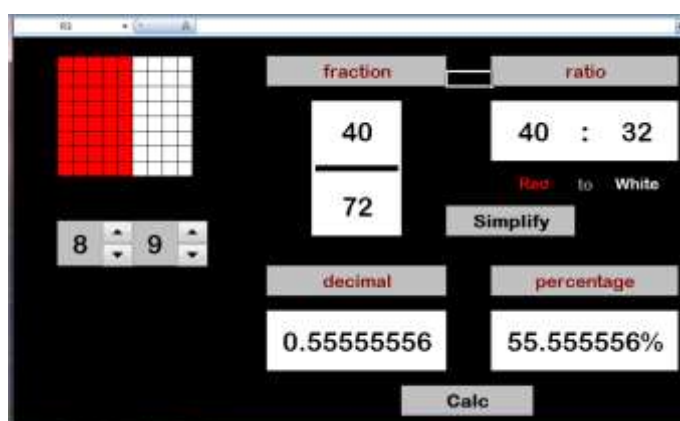 fraction
ratio
40
72
40 : 32
Red to White
Simplify
8 9
decimal
percentage
0.55555556
55.555556%
Calc